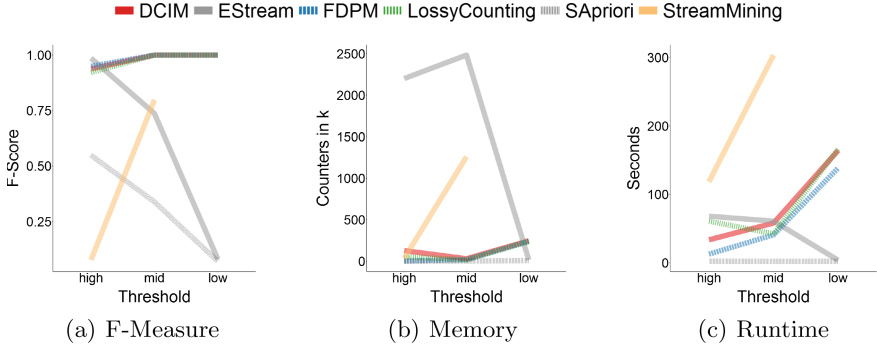 DCIM EStream FDPM LossyCounting SApriori StreamMining
F-Score
1.00
0.75
0.50
0.25
high mid low
Threshold
(a) F-Measure
Counters in k
2500
2000
1500
1000
500
0
high mid low
Threshold
(b) Memory
Seconds
300
200
100
0
high mid low
Threshold
(c) Runtime